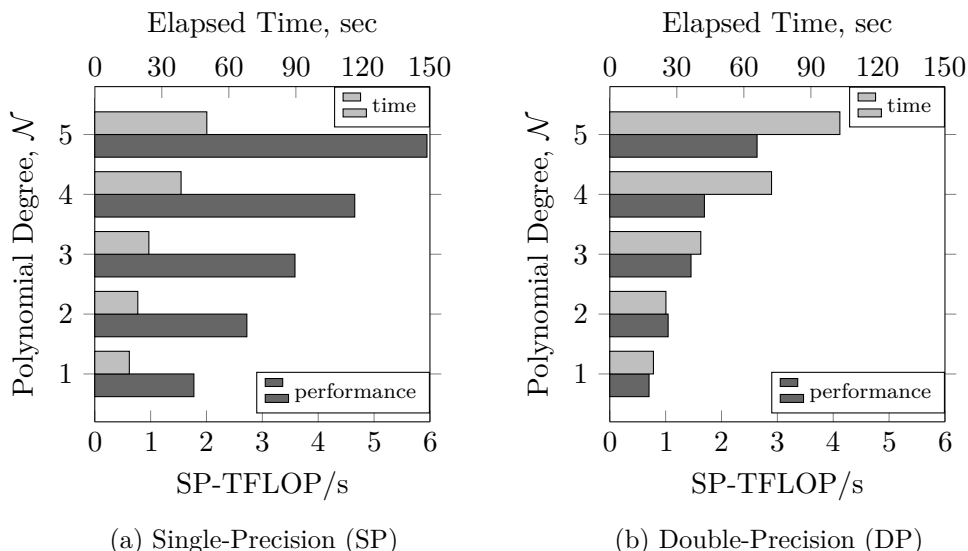 Elapsed Time, sec
0 30 60 90 120 150
time
Polynomial Degree, N
5
4
3
2
1
performance
0 1 2 3 4 5 6
SP-TFLOP/s
(a) Single-Precision (SP)
Elapsed Time, sec
0 30 60 90 120 150
time
Polynomial Degree, N
5
4
3
2
1
performance
0 1 2 3 4 5 6
SP-TFLOP/s
(b) Double-Precision (DP)